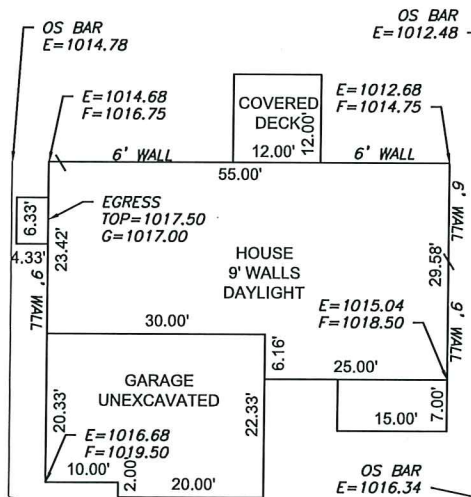 OS BAR
E=1014.78
OS BAR
E=1012.48
E=1014.68
F=1016.75
COVERED
DECK
12.00'
12.00'
E=1012.68
F=1014.75
6' WALL
6' WALL
55.00'
6' WALL
6.33'
4.33'
EGRESS
TOP=1017.50
G=1017.00
23.42'
9' WALL
HOUSE
9' WALLS
DAYLIGHT
29.58'
9' WALL
E=1015.04
F=1018.50
30.00'
6.16'
25.00'
GARAGE
UNEXCAVATED
20.33'
22.33'
15.00'
7.00'
E=1016.68
F=1019.50
10.00'
2.00'
20.00'
OS BAR
E=1016.34